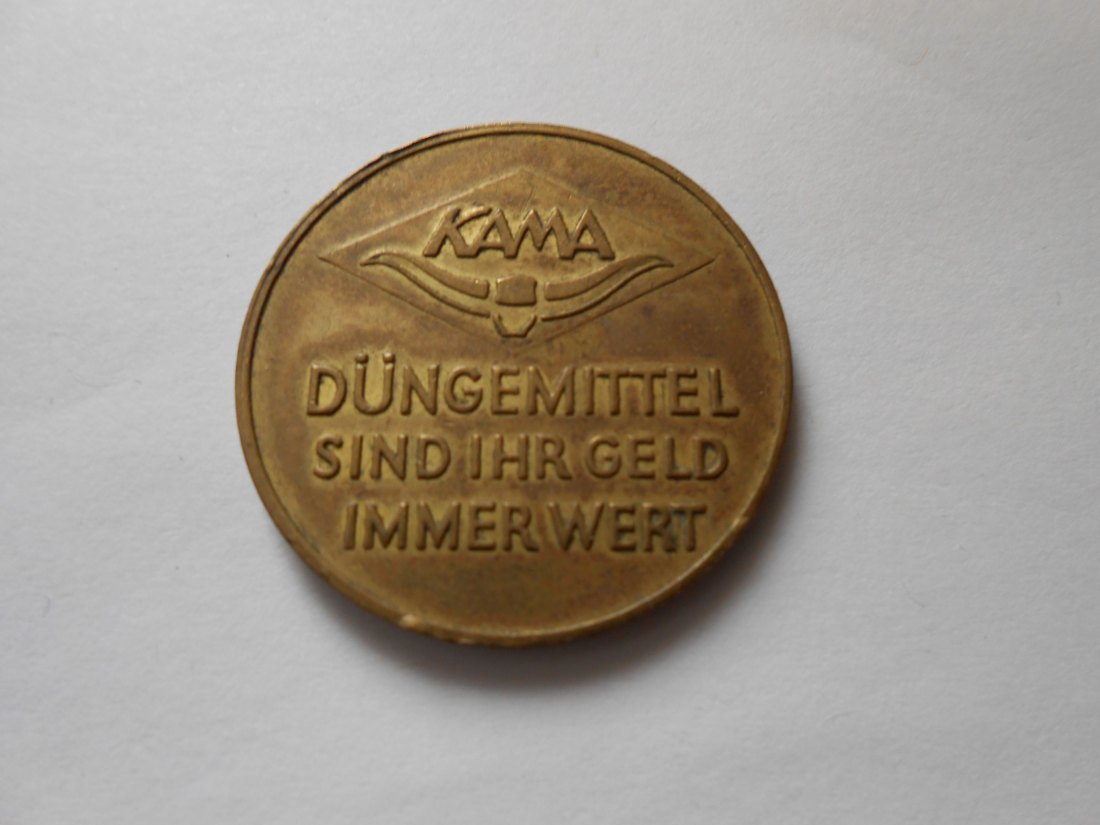 KAMA
DÜNGEMITTEL
SIND IHR GELD
IMMER WERT